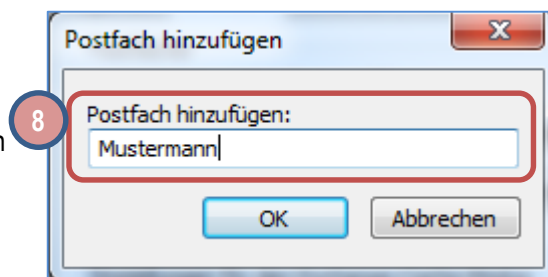 Postfach hinzufügen
8
Postfach hinzufügen:
n
Mustermann
OK Abbrechen